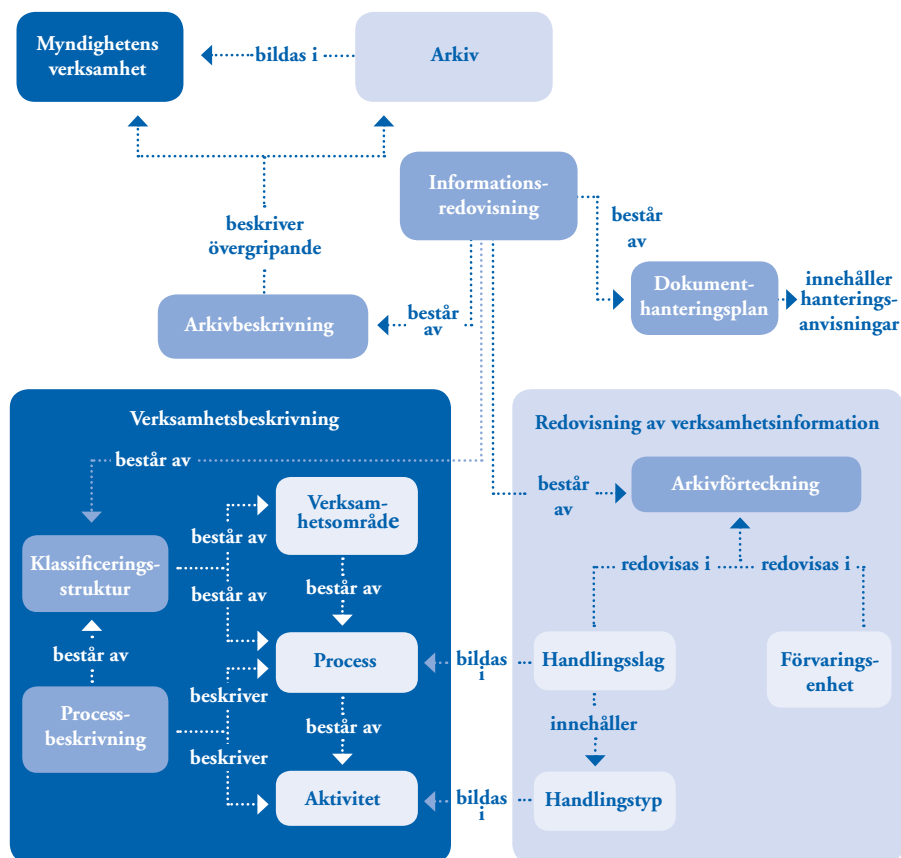 Myndighetens
verksamhet
bildas i
Arkiv
Informations-
redovisning
beskriver
övergripande
består
av
Dokument-
hanteringsplan
innehåller
hanterings-
anvisningar
Arkivbeskrivning
består
av
Verksamhetsbeskrivning
består av
Verksam-
hetsområde
består av
Klassificerings-
struktur
består av
består av
består av
Process
beskriver
Process-
beskrivning
består av
beskriver
Aktivitet
Redovisning av verksamhetsinformation
består
av
Arkivförteckning
redovisas i
redovisas i
bildas
i
Handlingsslag
Förvarings-
enhet
innehåller
bildas
i
Handlingstyp